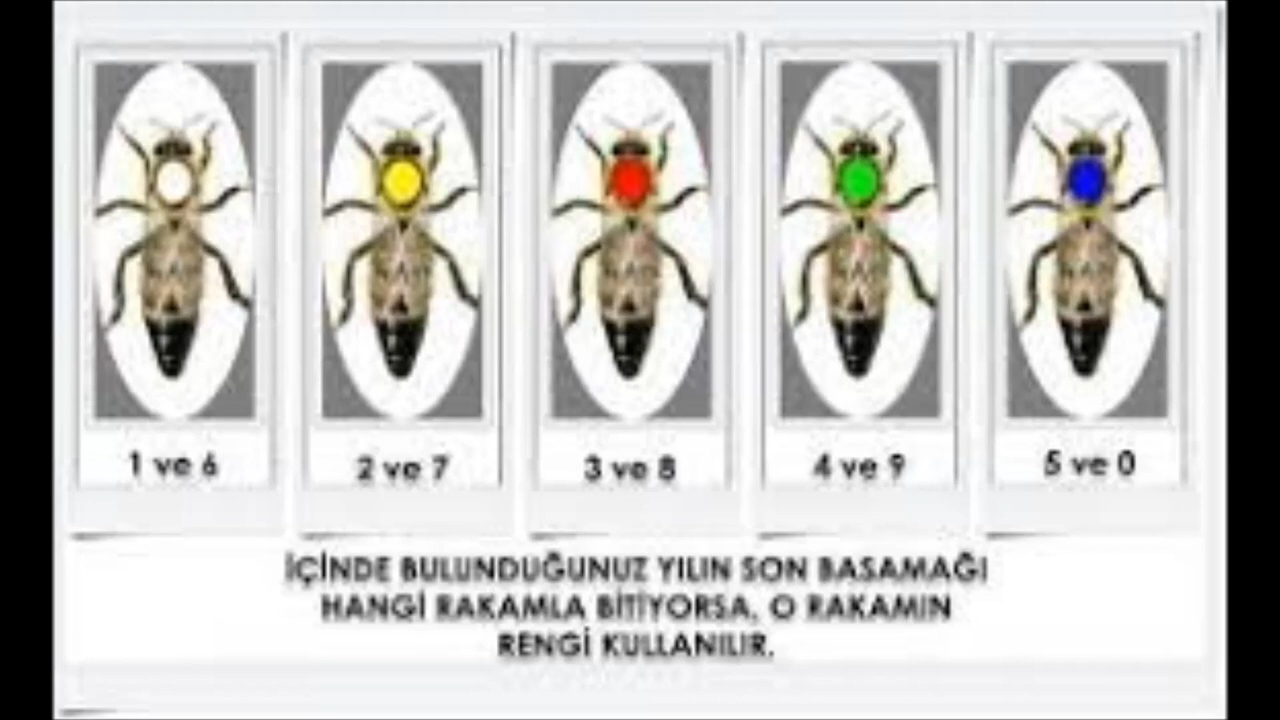 1 ve 6
2 ve 7
3 ve 8
4 ve 9
5 ve 0
İÇİNDE BULUNDUĞUNUZ YILIN SON BASAMAĞI
HANGİ RAKAMLA BİTİYORSA, O RAKAMIN
RENGİ KULLANILIR.